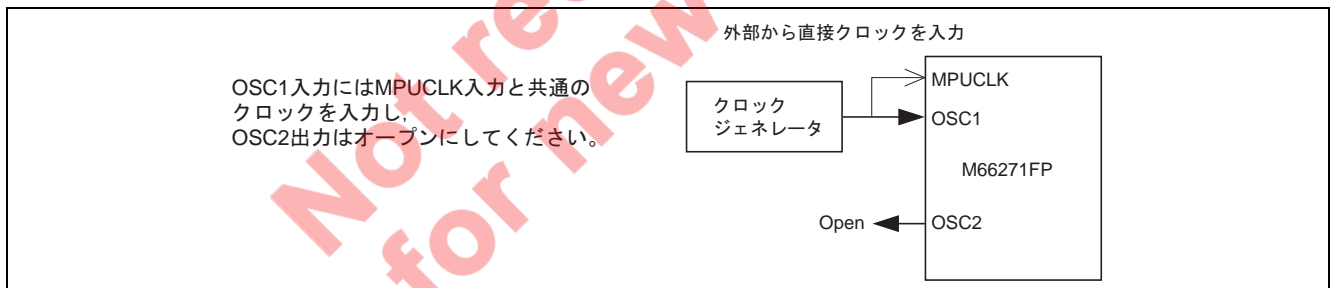 外部から直接クロックを入力
OSC1入力にはMPUCLK入力と共通の
クロックを入力し,
OSC2出力はオープンにしてください。
クロック
ジェネレータ
MPUCLK
OSC1
M66271FP
Open
OSC2
Not
for new